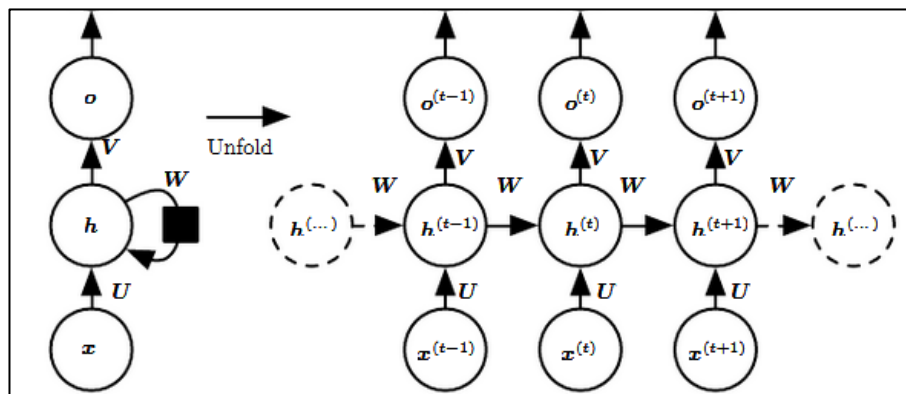 o o^(t−1) o^(t) o^(t+1)
Unfold
V V V V
W W W W W
h h^(...) h^(t−1) h^(t) h^(t+1) h^(...)
U U U U
x x^(t−1) x^(t) x^(t+1)